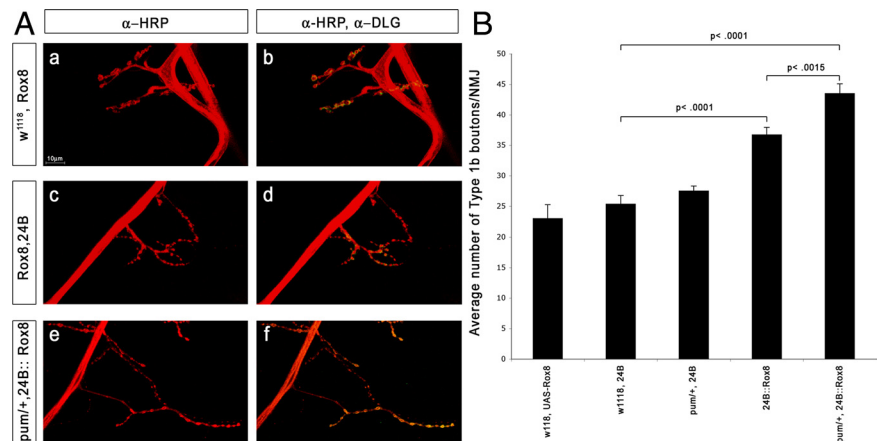 A
α–HRP
α-HRP, α–DLG
w1118, Rox8
a
10µm
b
Rox8,24B
c
d
pum/+,24B:: Rox8
e
f
B
p< .0001
p< .0015
p< .0001
Average number of Type 1b boutons/NMJ
50
45
40
35
30
25
20
15
10
5
0
w118, UAS-Rox8
w1118, 24B
pum/+, 24B
24B::Rox8
pum/+, 24B::Rox8